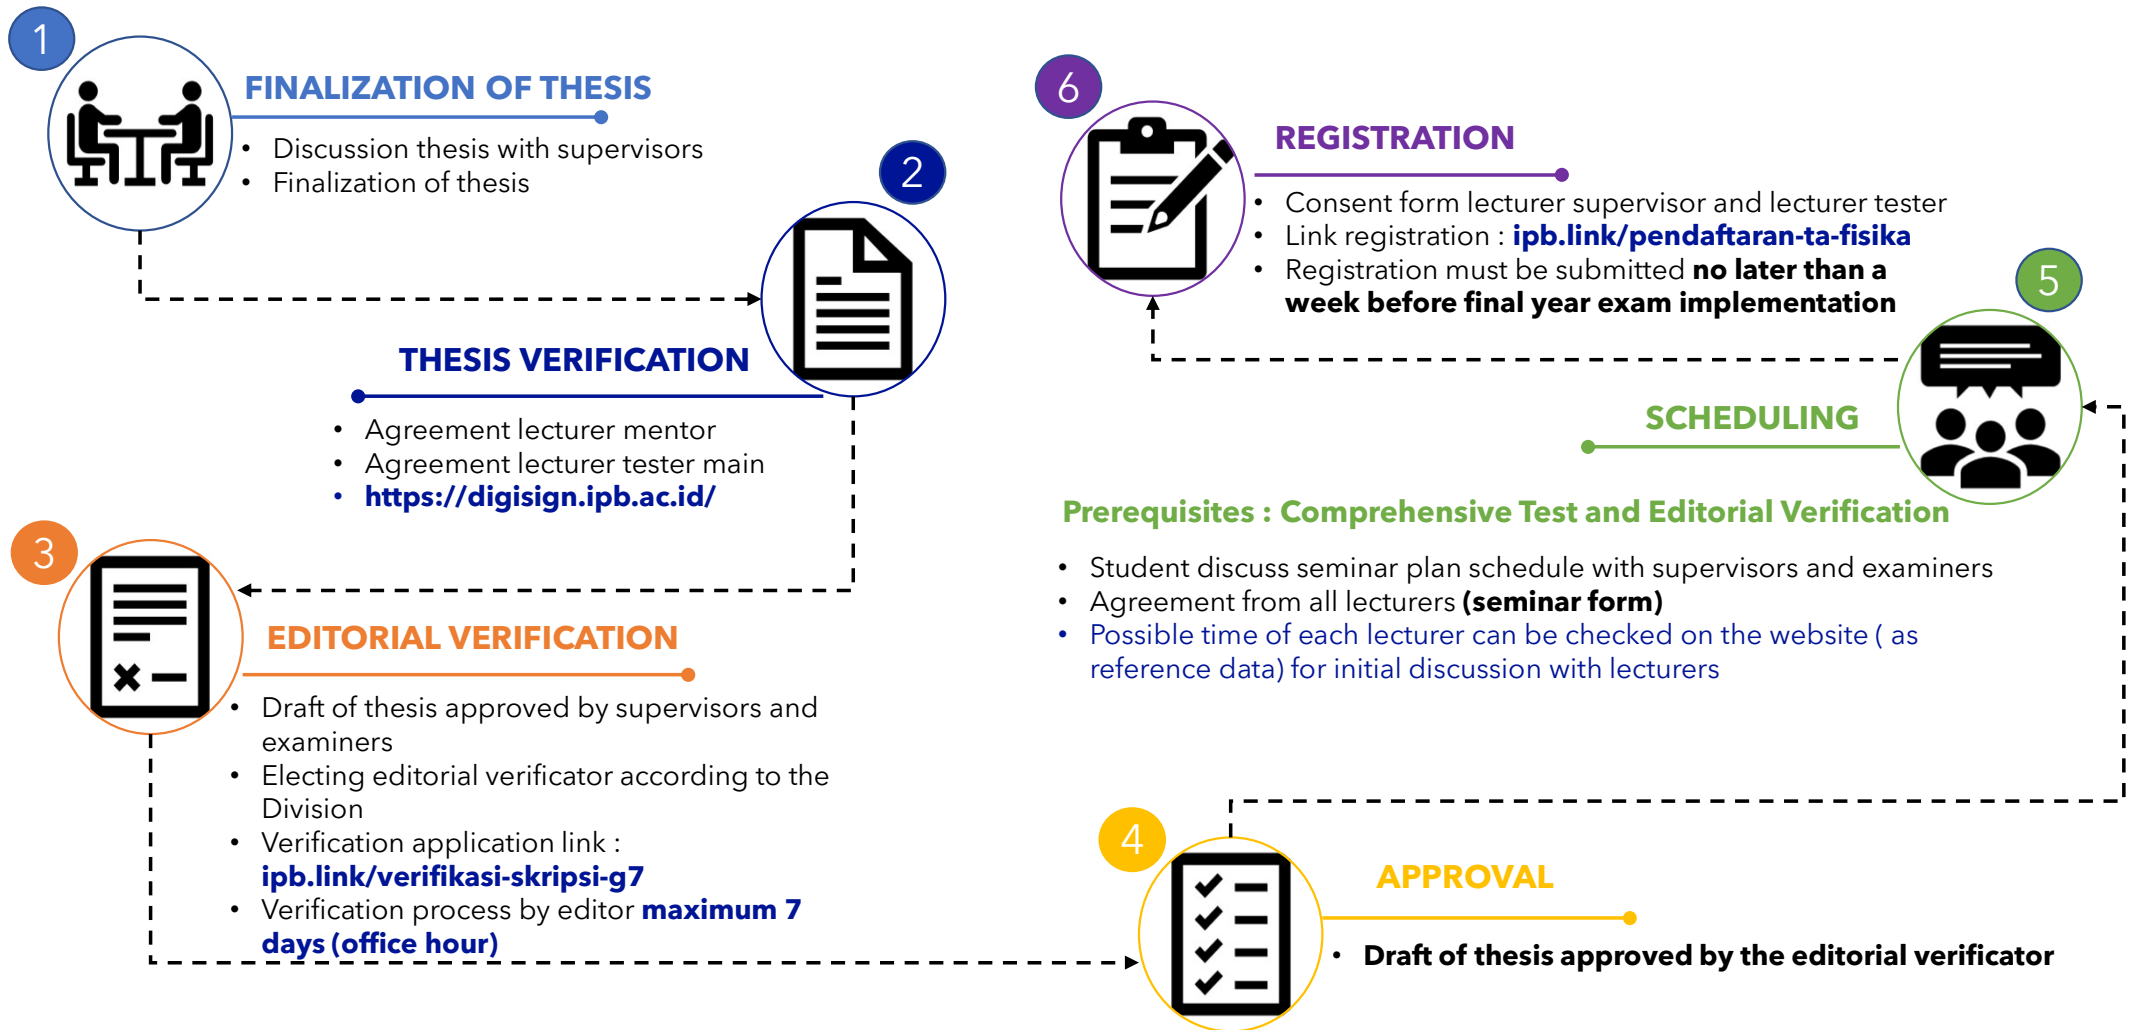 1
FINALIZATION OF THESIS
• Discussion thesis with supervisors
• Finalization of thesis
2
THESIS VERIFICATION
• Agreement lecturer mentor
• Agreement lecturer tester main
• https://digisign.ipb.ac.id/
3
EDITORIAL VERIFICATION
• Draft of thesis approved by supervisors and
examiners
• Electing editorial verificator according to the
Division
• Verification application link :
ipb.link/verifikasi-skripsi-g7
• Verification process by editor maximum 7
days (office hour)
4
APPROVAL
• Draft of thesis approved by the editorial verificator
5
SCHEDULING
Prerequisites : Comprehensive Test and Editorial Verification
• Student discuss seminar plan schedule with supervisors and examiners
• Agreement from all lecturers (seminar form)
• Possible time of each lecturer can be checked on the website ( as
reference data) for initial discussion with lecturers
6
REGISTRATION
• Consent form lecturer supervisor and lecturer tester
• Link registration : ipb.link/pendaftaran-ta-fisika
• Registration must be submitted no later than a
week before final year exam implementation